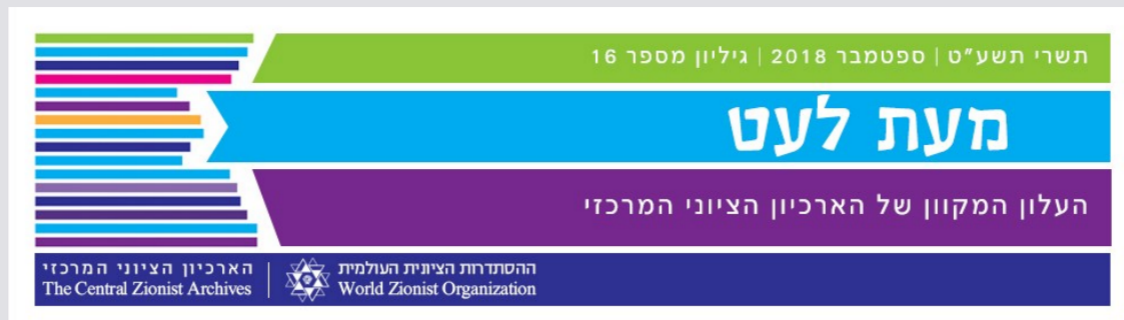 תשרי תשע"ט | ספטמבר 2018 | גיליון מספר 16
מעת לעט
העלון המקוון של הארכיון הציוני המרכזי
ההסתדרות הציונית העולמית | הארכיון הציוני המרכזי
The Central Zionist Archives | World Zionist Organization